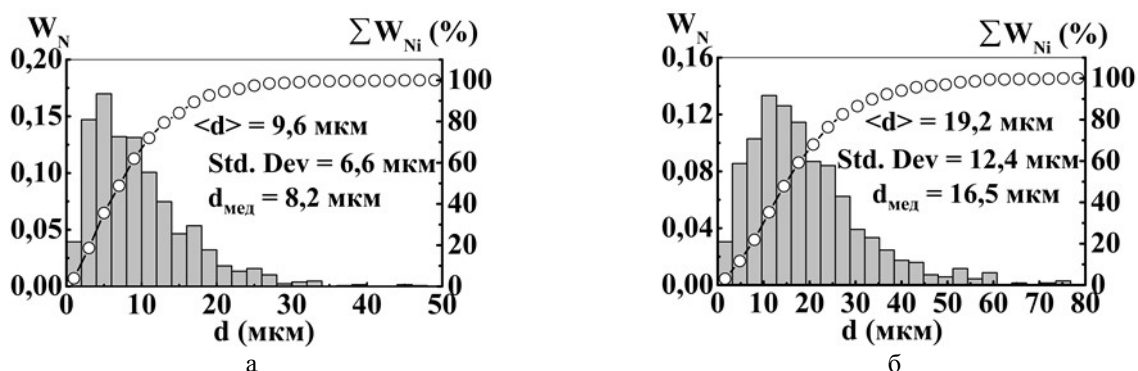 W_N ∑W_Ni (%)
0,20
100
0,15
80
<d> = 9,6 мкм
60
Std. Dev = 6,6 мкм
0,10
d_мед = 8,2 мкм
40
0,05
20
0,00
0
0 10 20 30 40 50
d (мкм)
а
W_N ∑W_Ni (%)
0,16
100
0,12
80
<d> = 19,2 мкм
60
Std. Dev = 12,4 мкм
0,08
d_мед = 16,5 мкм
40
0,04
20
0,00
0
0 10 20 30 40 50 60 70 80
d (мкм)
б